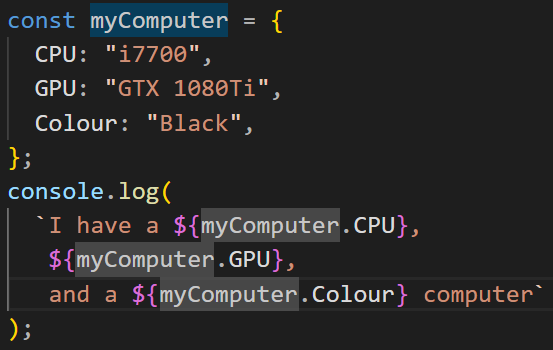 const myComputer = {
  CPU: "i7700",
  GPU: "GTX 1080Ti",
  Colour: "Black",
};
console.log(
  `I have a ${myComputer.CPU},
   ${myComputer.GPU},
   and a ${myComputer.Colour} computer`
);